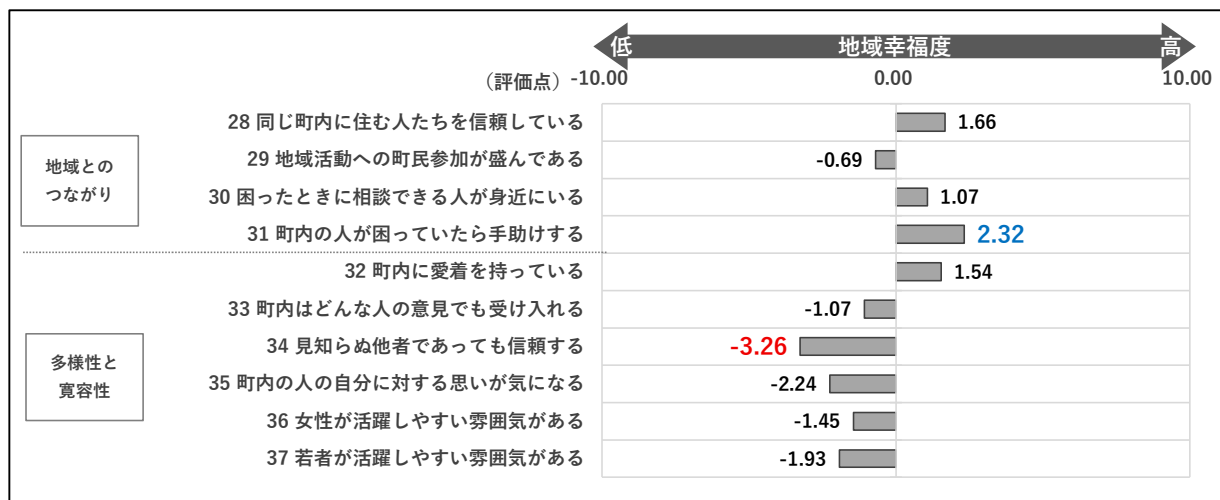 低 地域幸福度 高
（評価点） -10.00 0.00 10.00
地域との
つながり
28 同じ町内に住む人たちを信頼している 1.66
29 地域活動への町民参加が盛んである -0.69
30 困ったときに相談できる人が身近にいる 1.07
31 町内の人が困っていたら手助けする 2.32
多様性と
寛容性
32 町内に愛着を持っている 1.54
33 町内はどんな人の意見でも受け入れる -1.07
34 見知らぬ他者であっても信頼する -3.26
35 町内の人の自分に対する思いが気になる -2.24
36 女性が活躍しやすい雰囲気がある -1.45
37 若者が活躍しやすい雰囲気がある -1.93